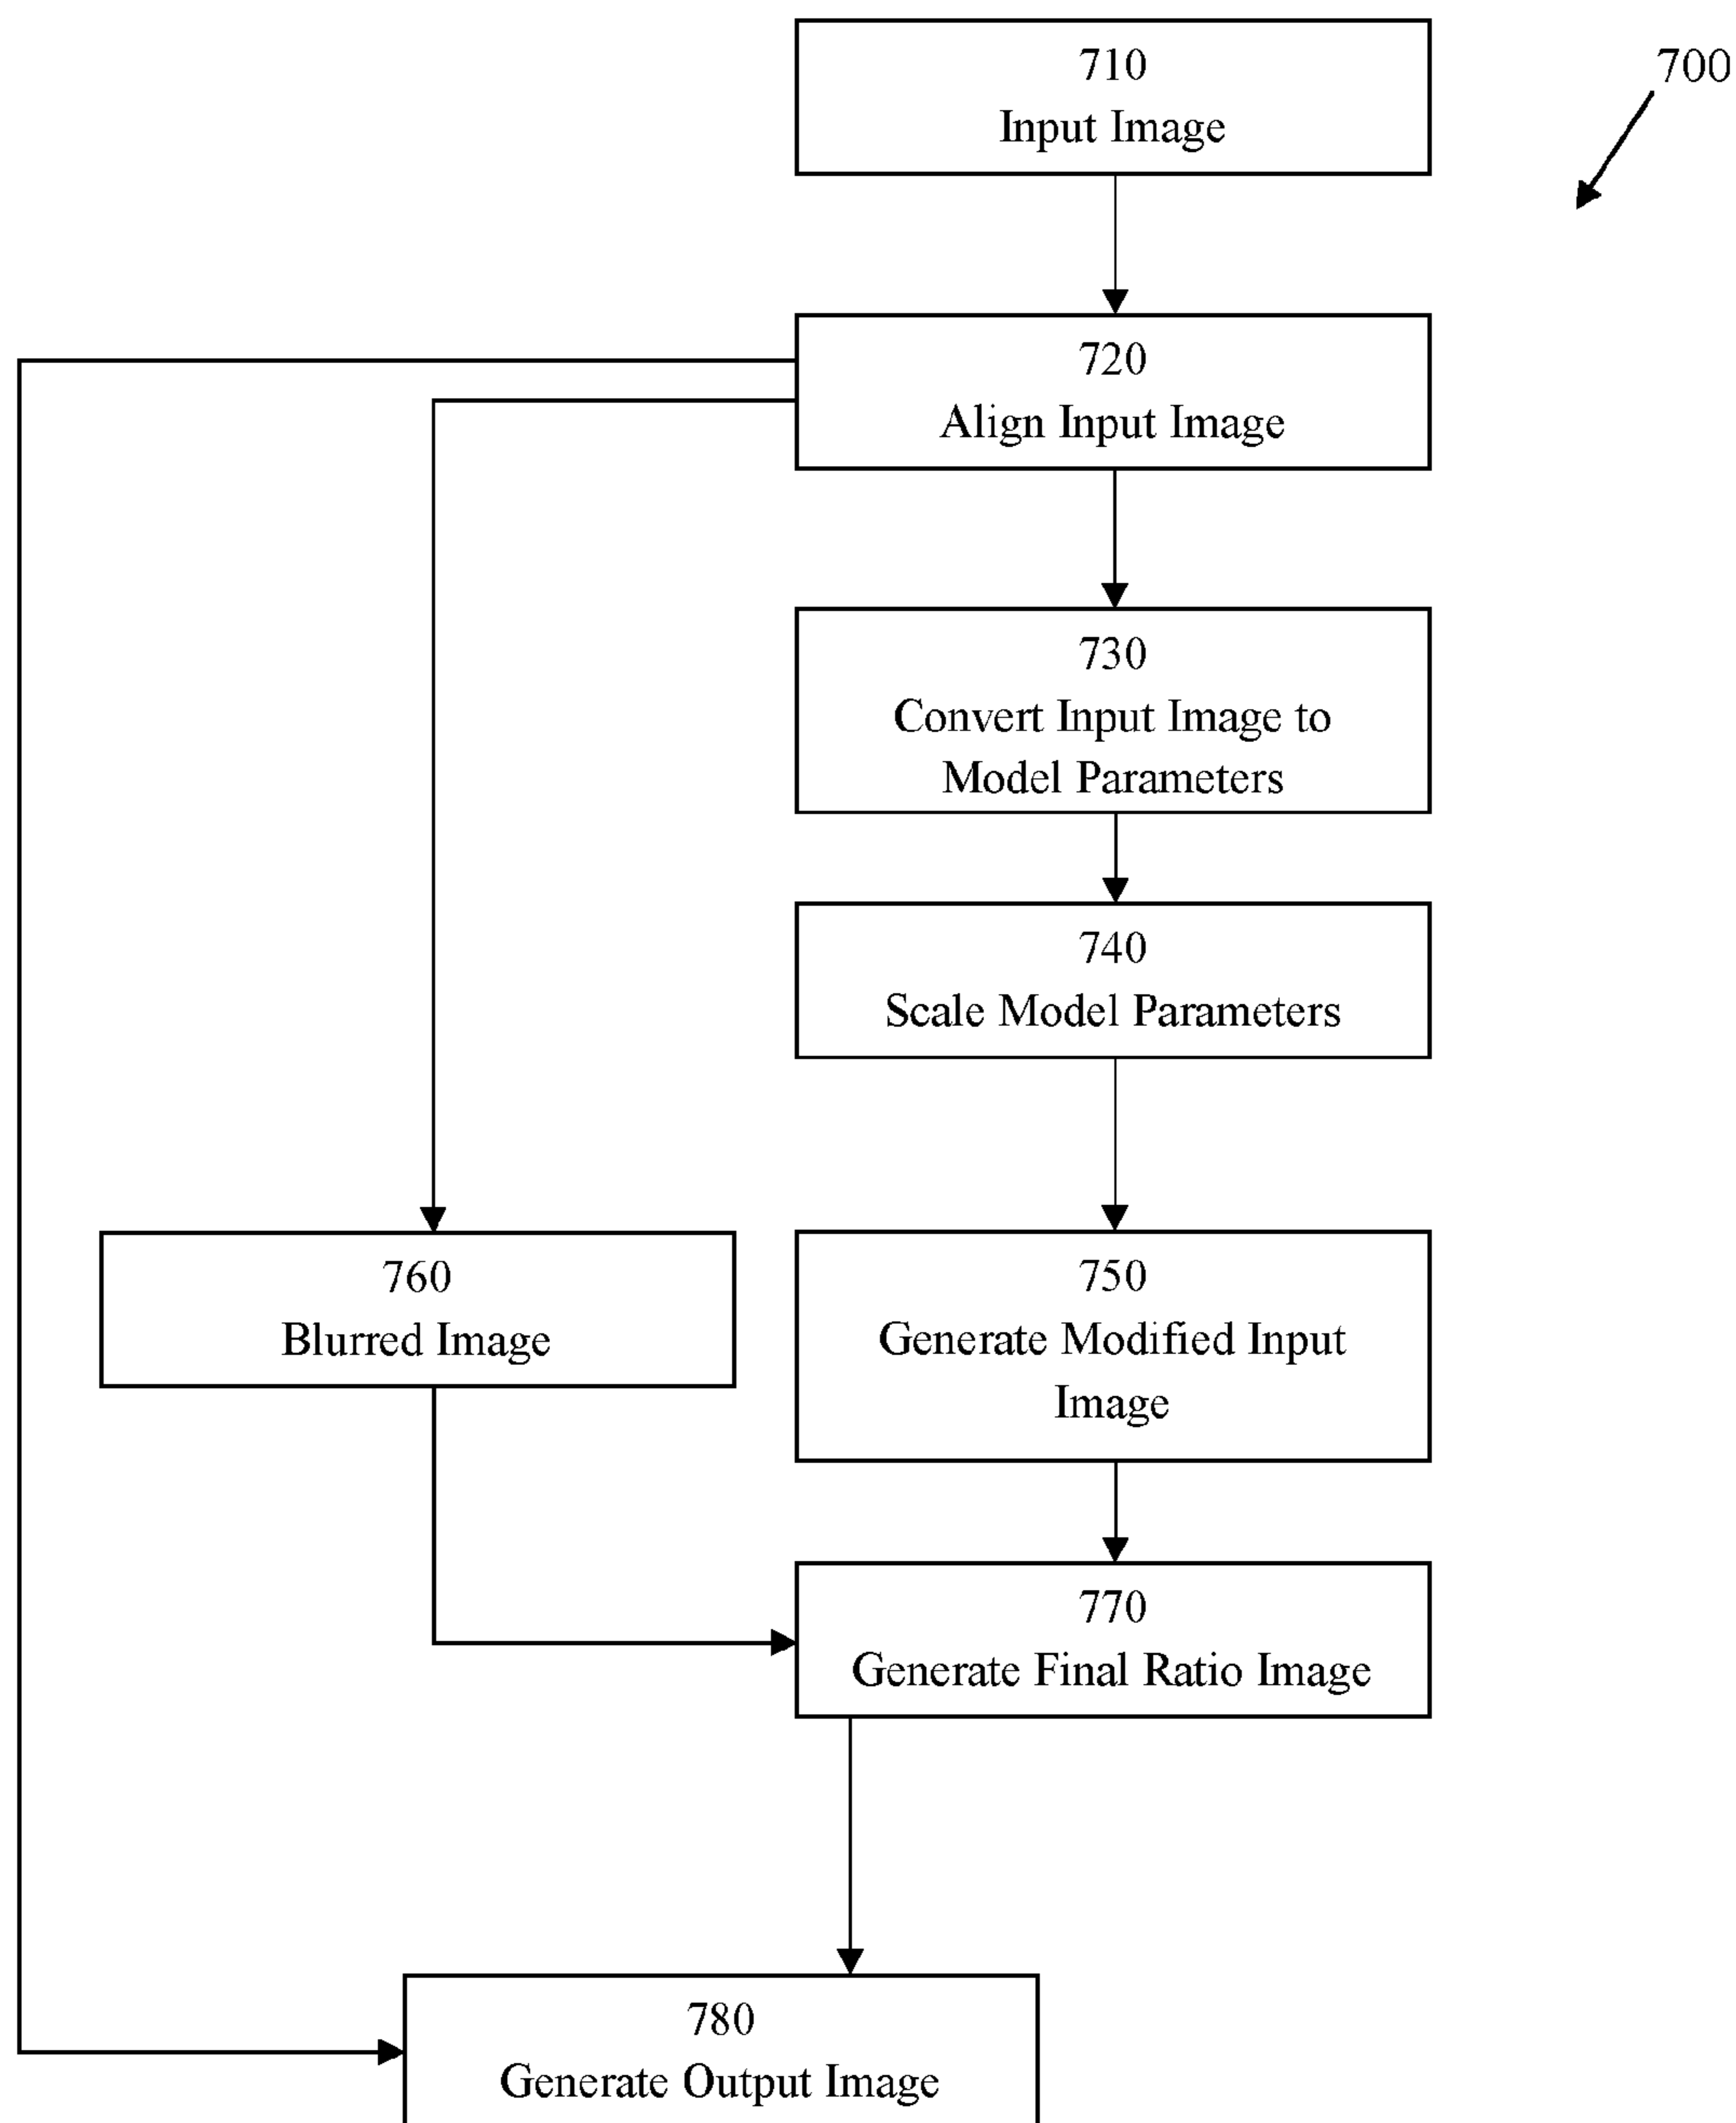 710
Input Image
700
720
Align Input Image
730
Convert Input Image to
Model Parameters
740
Scale Model Parameters
760
Blurred Image
750
Generate Modified Input
Image
770
Generate Final Ratio Image
780
Generate Output Image